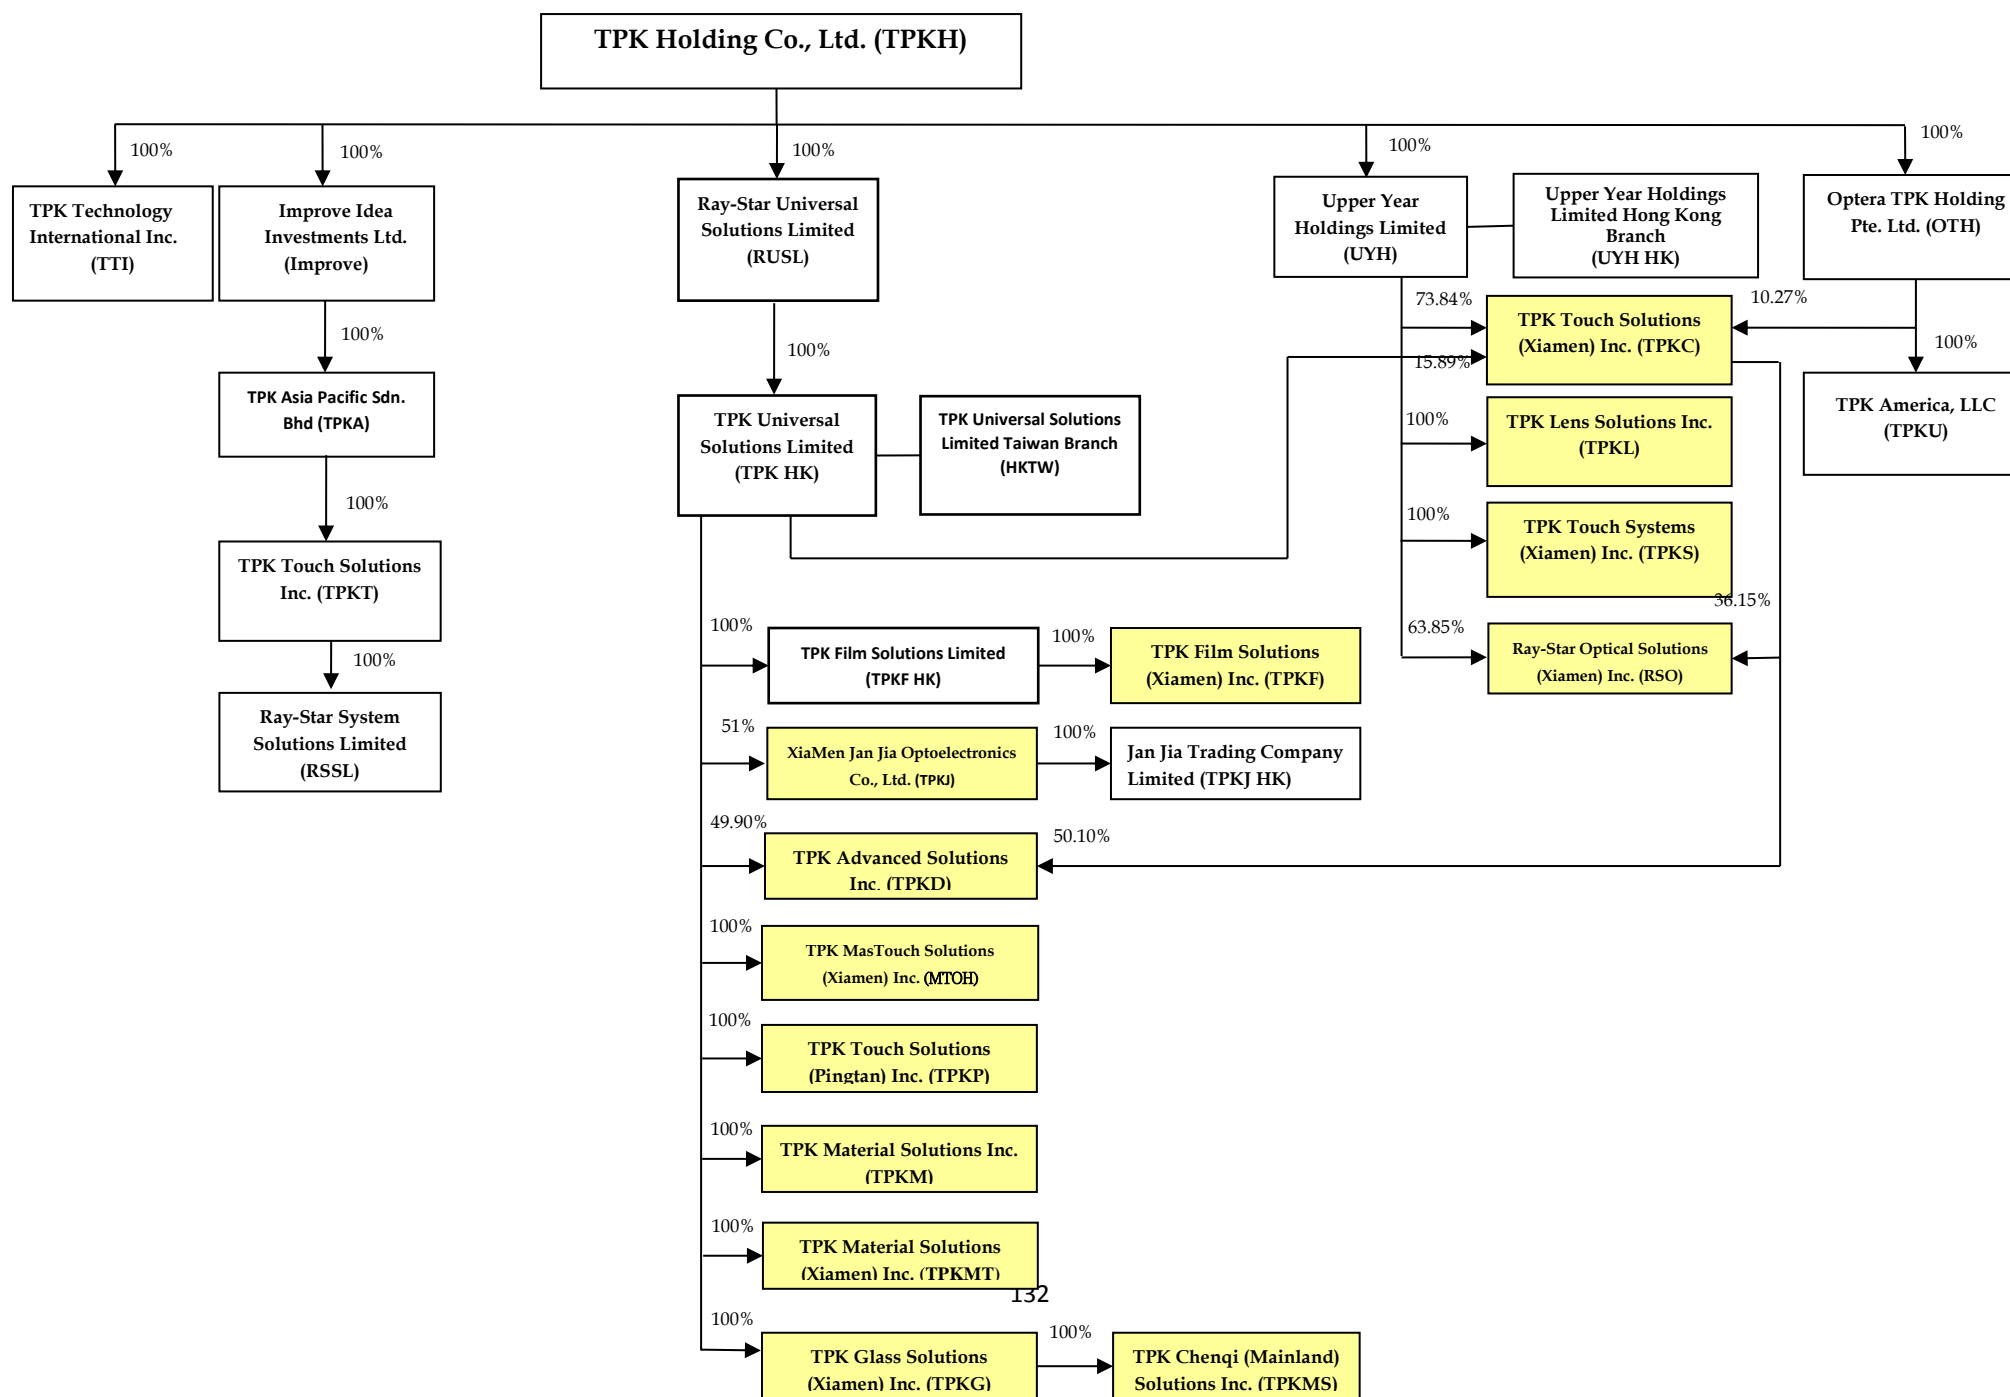 TPK Holding Co., Ltd. (TPKH)
100%
100%
100%
100%
100%
TPK Technology
International Inc.
(TTI)
Improve Idea
Investments Ltd.
(Improve)
Ray-Star Universal
Solutions Limited
(RUSL)
Upper Year
Holdings Limited
(UYH)
Upper Year Holdings
Limited Hong Kong
Branch
(UYH HK)
Optera TPK Holding
Pte. Ltd. (OTH)
100%
100%
73.84%
10.27%
15.89%
100%
TPK Touch Solutions
(Xiamen) Inc. (TPKC)
TPK Asia Pacific Sdn.
Bhd (TPKA)
TPK Universal
Solutions Limited
(TPK HK)
TPK Universal Solutions
Limited Taiwan Branch
(HKTW)
100%
TPK Lens Solutions Inc.
(TPKL)
TPK America, LLC
(TPKU)
100%
100%
TPK Touch Systems
(Xiamen) Inc. (TPKS)
TPK Touch Solutions
Inc. (TPKT)
36.15%
100%
100%
100%
63.85%
TPK Film Solutions Limited
(TPKF HK)
TPK Film Solutions
(Xiamen) Inc. (TPKF)
Ray-Star Optical Solutions
(Xiamen) Inc. (RSO)
Ray-Star System
Solutions Limited
(RSSL)
51%
100%
XiaMen Jan Jia Optoelectronics
Co., Ltd. (TPKJ)
Jan Jia Trading Company
Limited (TPKJ HK)
49.90%
50.10%
TPK Advanced Solutions
Inc. (TPKD)
100%
TPK MasTouch Solutions
(Xiamen) Inc. (MTOH)
100%
TPK Touch Solutions
(Pingtan) Inc. (TPKP)
100%
TPK Material Solutions Inc.
(TPKM)
100%
TPK Material Solutions
(Xiamen) Inc. (TPKMT)
132
100%
100%
TPK Glass Solutions
(Xiamen) Inc. (TPKG)
TPK Chenqi (Mainland)
Solutions Inc. (TPKMS)